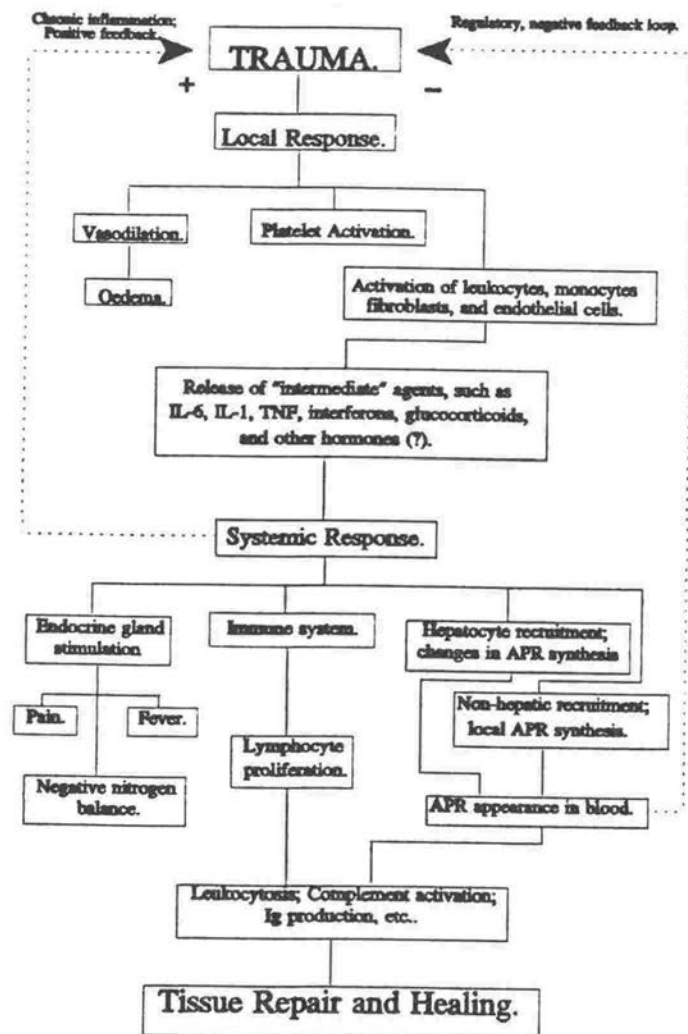 Chronic inflammation;
Positive feedback.
Regulatory, negative feedback loop.
TRAUMA.
+
–
Local Response.
Vasodilation.
Platelet Activation.
Oedema.
Activation of leukocytes, monocytes
fibroblasts, and endothelial cells.
Release of "intermediate" agents, such as
IL-6, IL-1, TNF, interferons, glucocorticoids,
and other hormones (?).
Systemic Response.
Endocrine gland
stimulation
Immune system.
Hepatocyte recruitment;
changes in APR synthesis
Pain.
Fever.
Non-hepatic recruitment;
local APR synthesis.
Lymphocyte
proliferation.
Negative nitrogen
balance.
APR appearance in blood.
Leukocytosis; Complement activation;
Ig production, etc..
Tissue Repair and Healing.